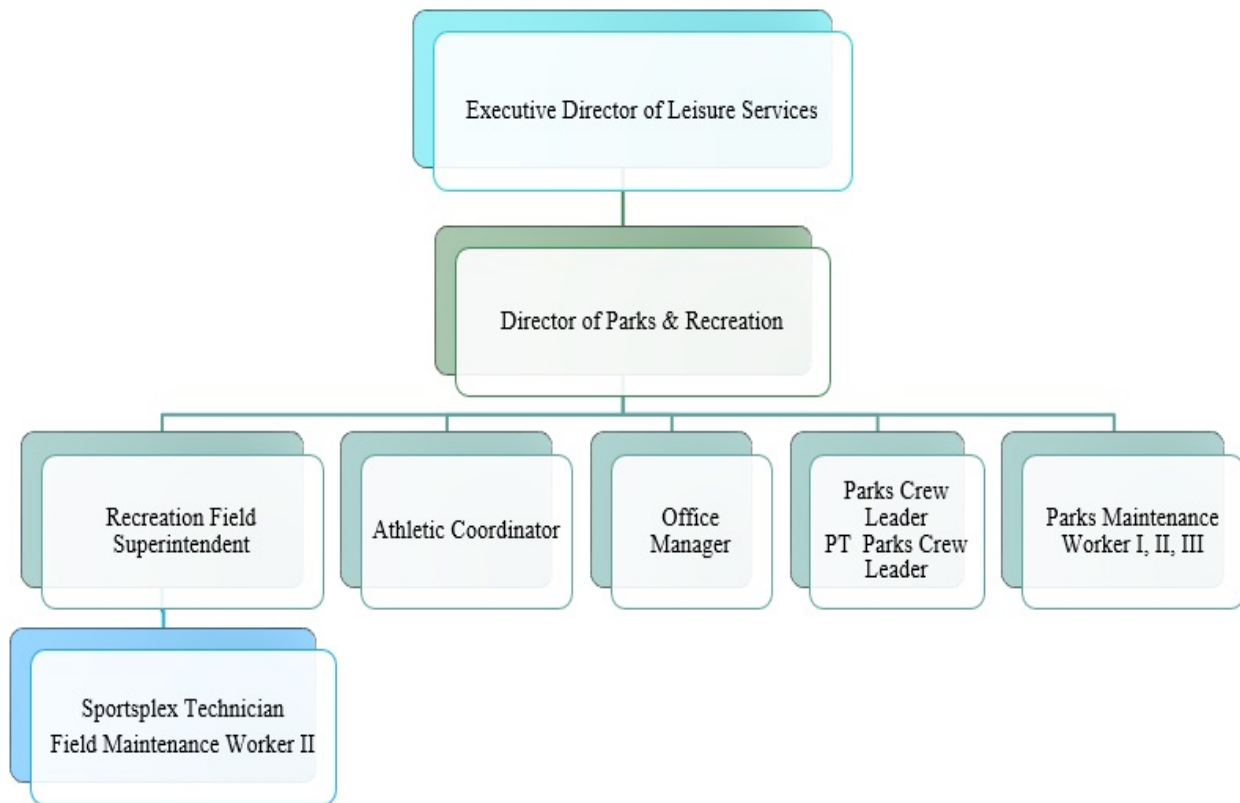 Executive Director of Leisure Services
Director of Parks & Recreation
Recreation Field
Superintendent
Athletic Coordinator
Office
Manager
Parks Crew
Leader
PT Parks Crew
Leader
Parks Maintenance
Worker I, II, III
Sportsplex Technician
Field Maintenance Worker II